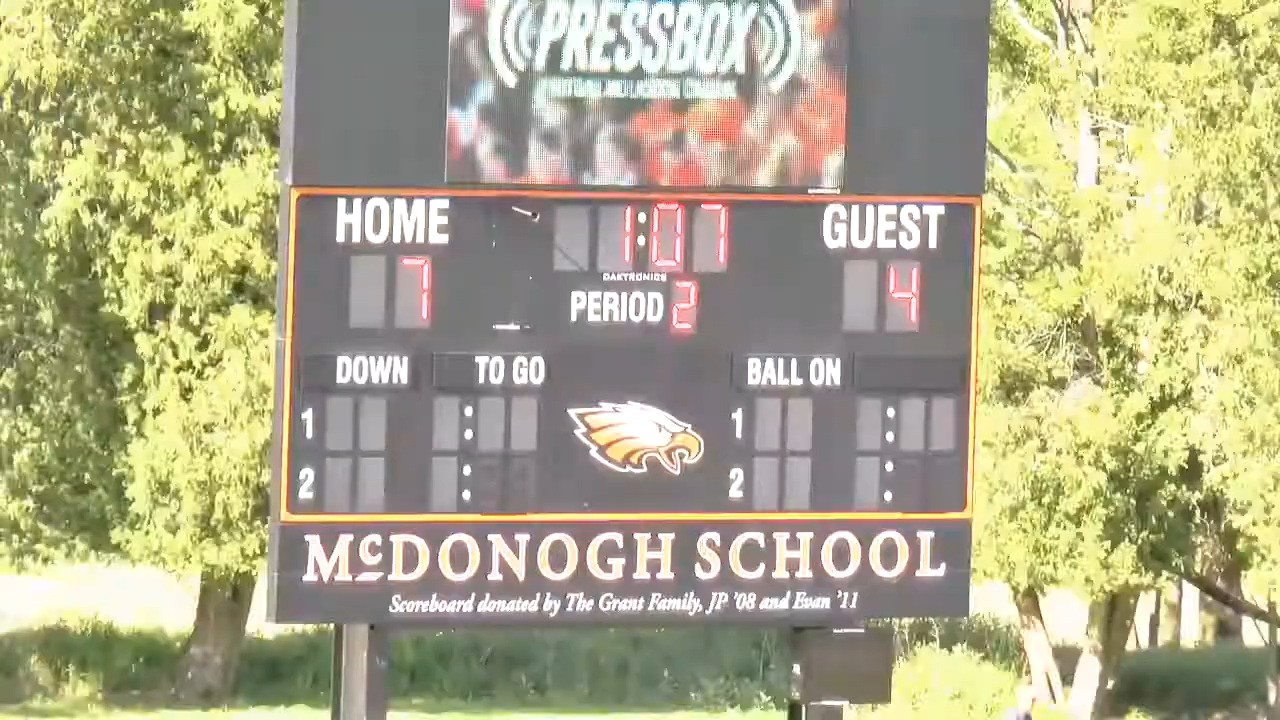 PRESSBOX
HOME
1:07
GUEST
7
DAKTRONICS
4
PERIOD 2
DOWN
TO GO
BALL ON
1
:
1
:
2
:
2
:
McDONOGH SCHOOL
Scoreboard donated by The Grant Family, JP '08 and Evan '11